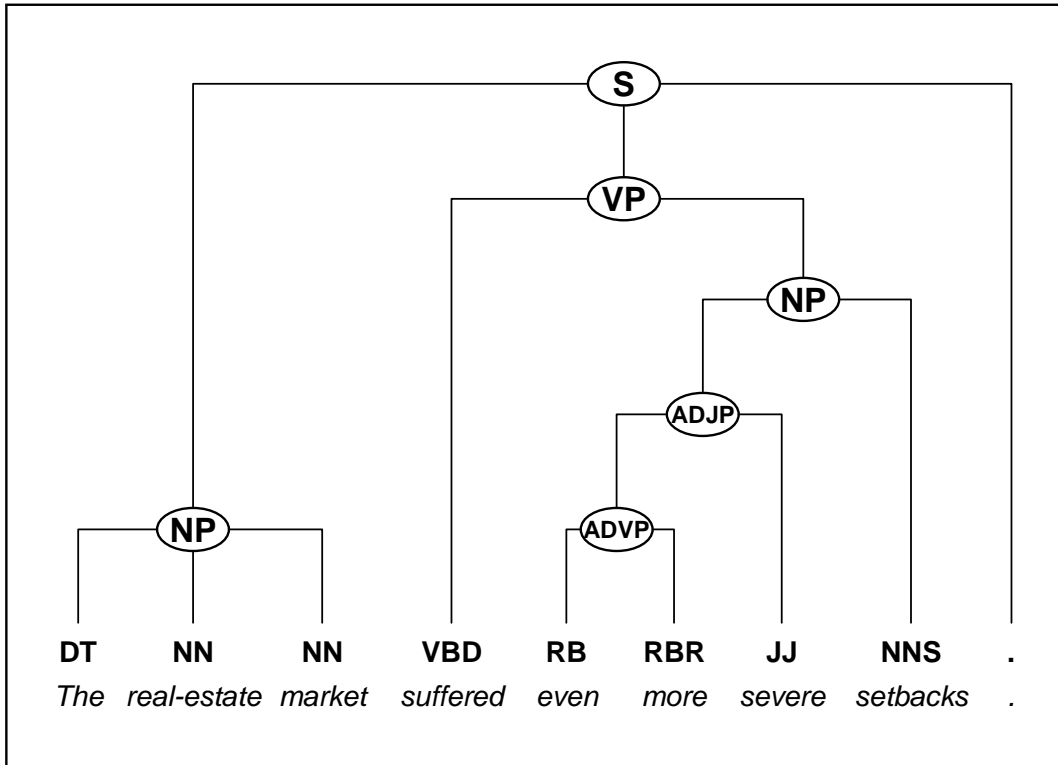 S
VP
NP
ADJP
NP
ADVP
DT NN NN VBD RB RBR JJ NNS .
The real-estate market suffered even more severe setbacks .